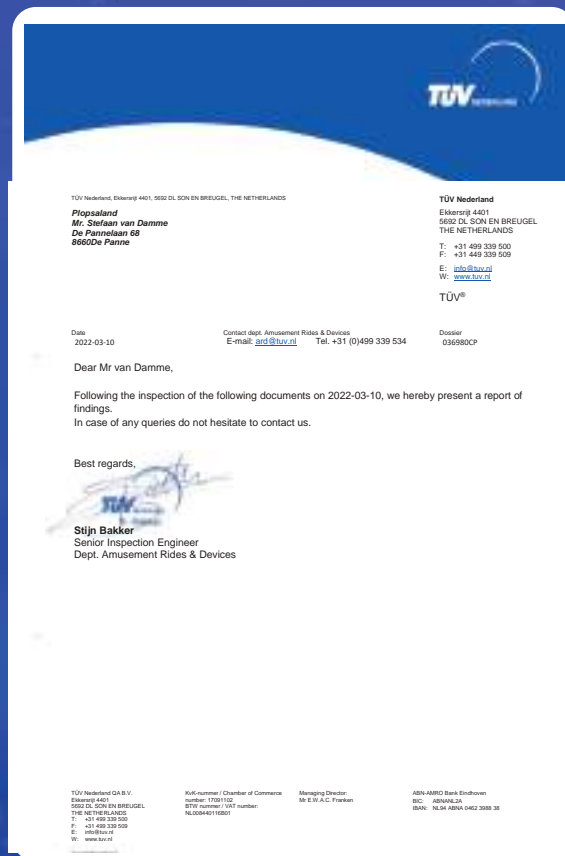 TÜV NEDERLAND
TÜV Nederland, Ekkersrijt 4401, 5692 DL SON EN BREUGEL, THE NETHERLANDS
Plopsaland
Mr. Stefaan van Damme
De Pannelaan 68
8660De Panne
TÜV Nederland
Ekkersrijt 4401
5692 DL SON EN BREUGEL
THE NETHERLANDS
T: +31 499 339 500
F: +31 449 339 509
E: info@tuv.nl
W: www.tuv.nl
TÜV®
Date
2022-03-10
Contact dept. Amusement Rides & Devices
E-mail: ard@tuv.nl Tel. +31 (0)499 339 534
Dossier
036980CP
Dear Mr van Damme,
Following the inspection of the following documents on 2022-03-10, we hereby present a report of
findings.
In case of any queries do not hesitate to contact us.
Best regards,
TÜV
Stijn Bakker
Senior Inspection Engineer
Dept. Amusement Rides & Devices
TÜV Nederland QA B.V.
Ekkersrijt 4401
5692 DL SON EN BREUGEL
THE NETHERLANDS
T: +31 499 339 500
F: +31 499 339 509
E: info@tuv.nl
W: www.tuv.nl
KvK-nummer / Chamber of Commerce
number: 17091102
BTW nummer / VAT number:
NL008440116B01
Managing Director:
Mr E.W.A.C. Franken
ABN-AMRO Bank Eindhoven
BIC: ABNANL2A
IBAN: NL94 ABNA 0462 3988 38